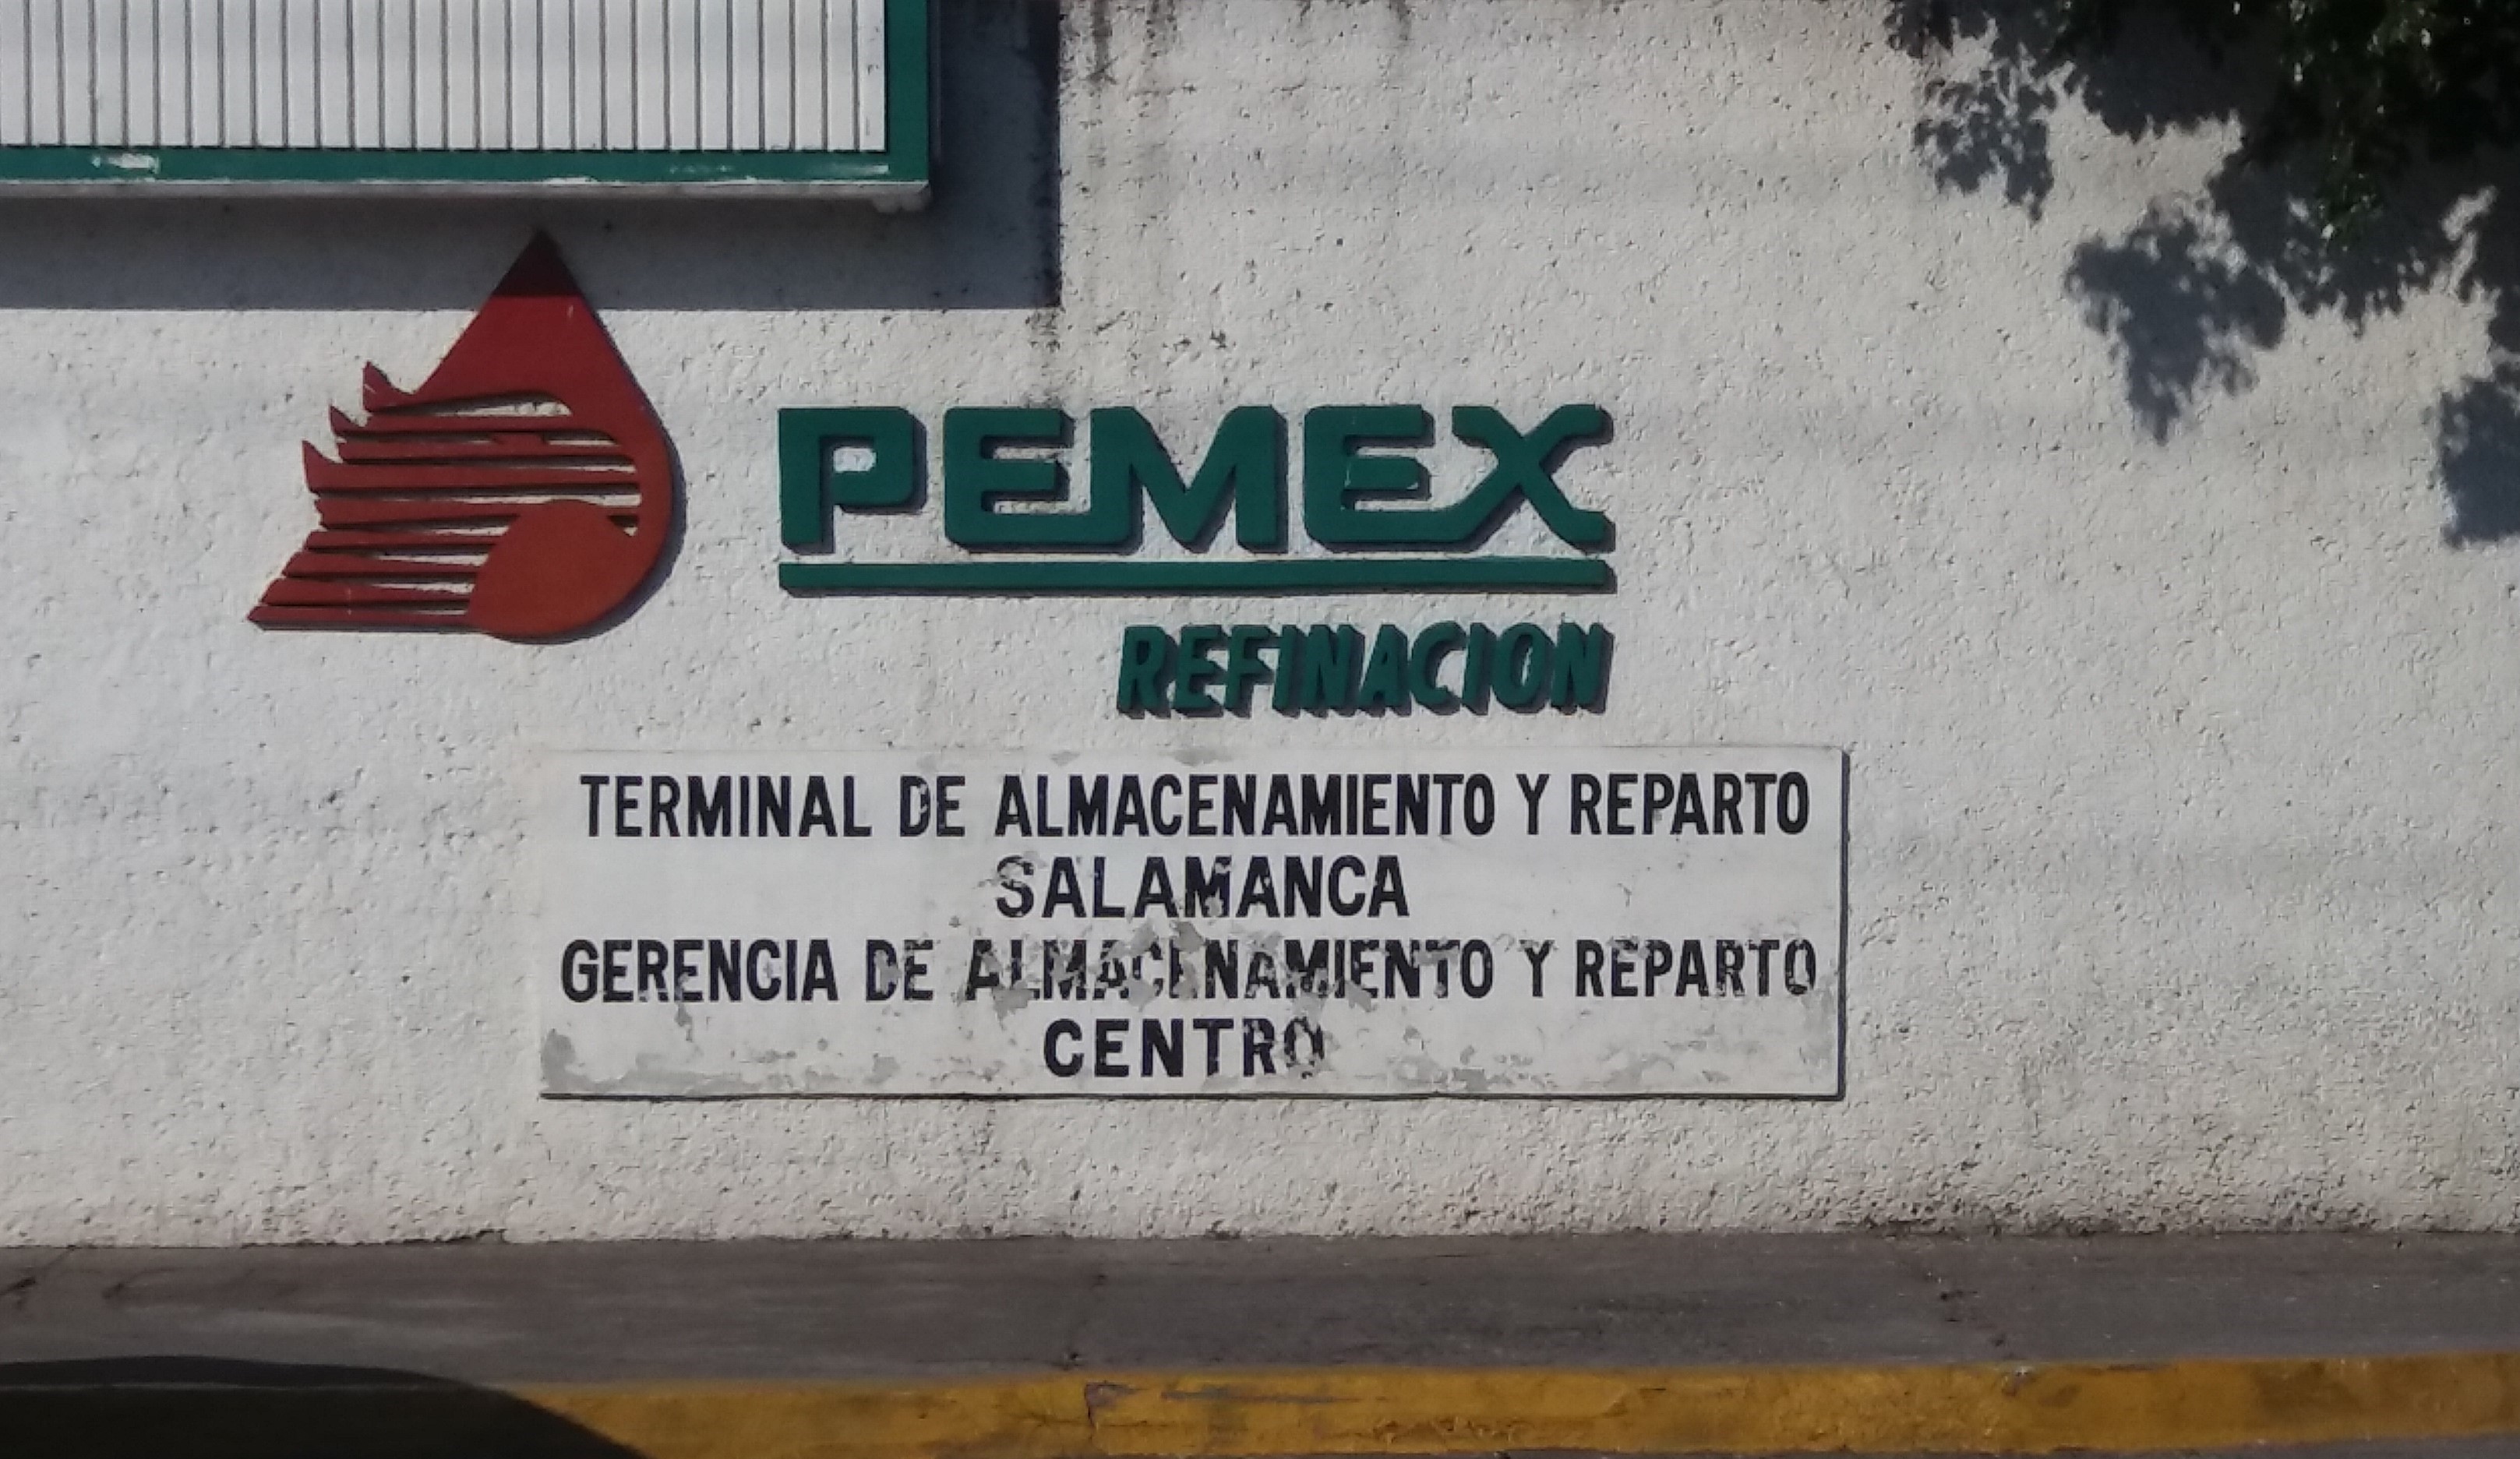 PEMEX
REFINACION
TERMINAL DE ALMACENAMIENTO Y REPARTO
SALAMANCA
GERENCIA DE ALMACENAMIENTO Y REPARTO
CENTRO